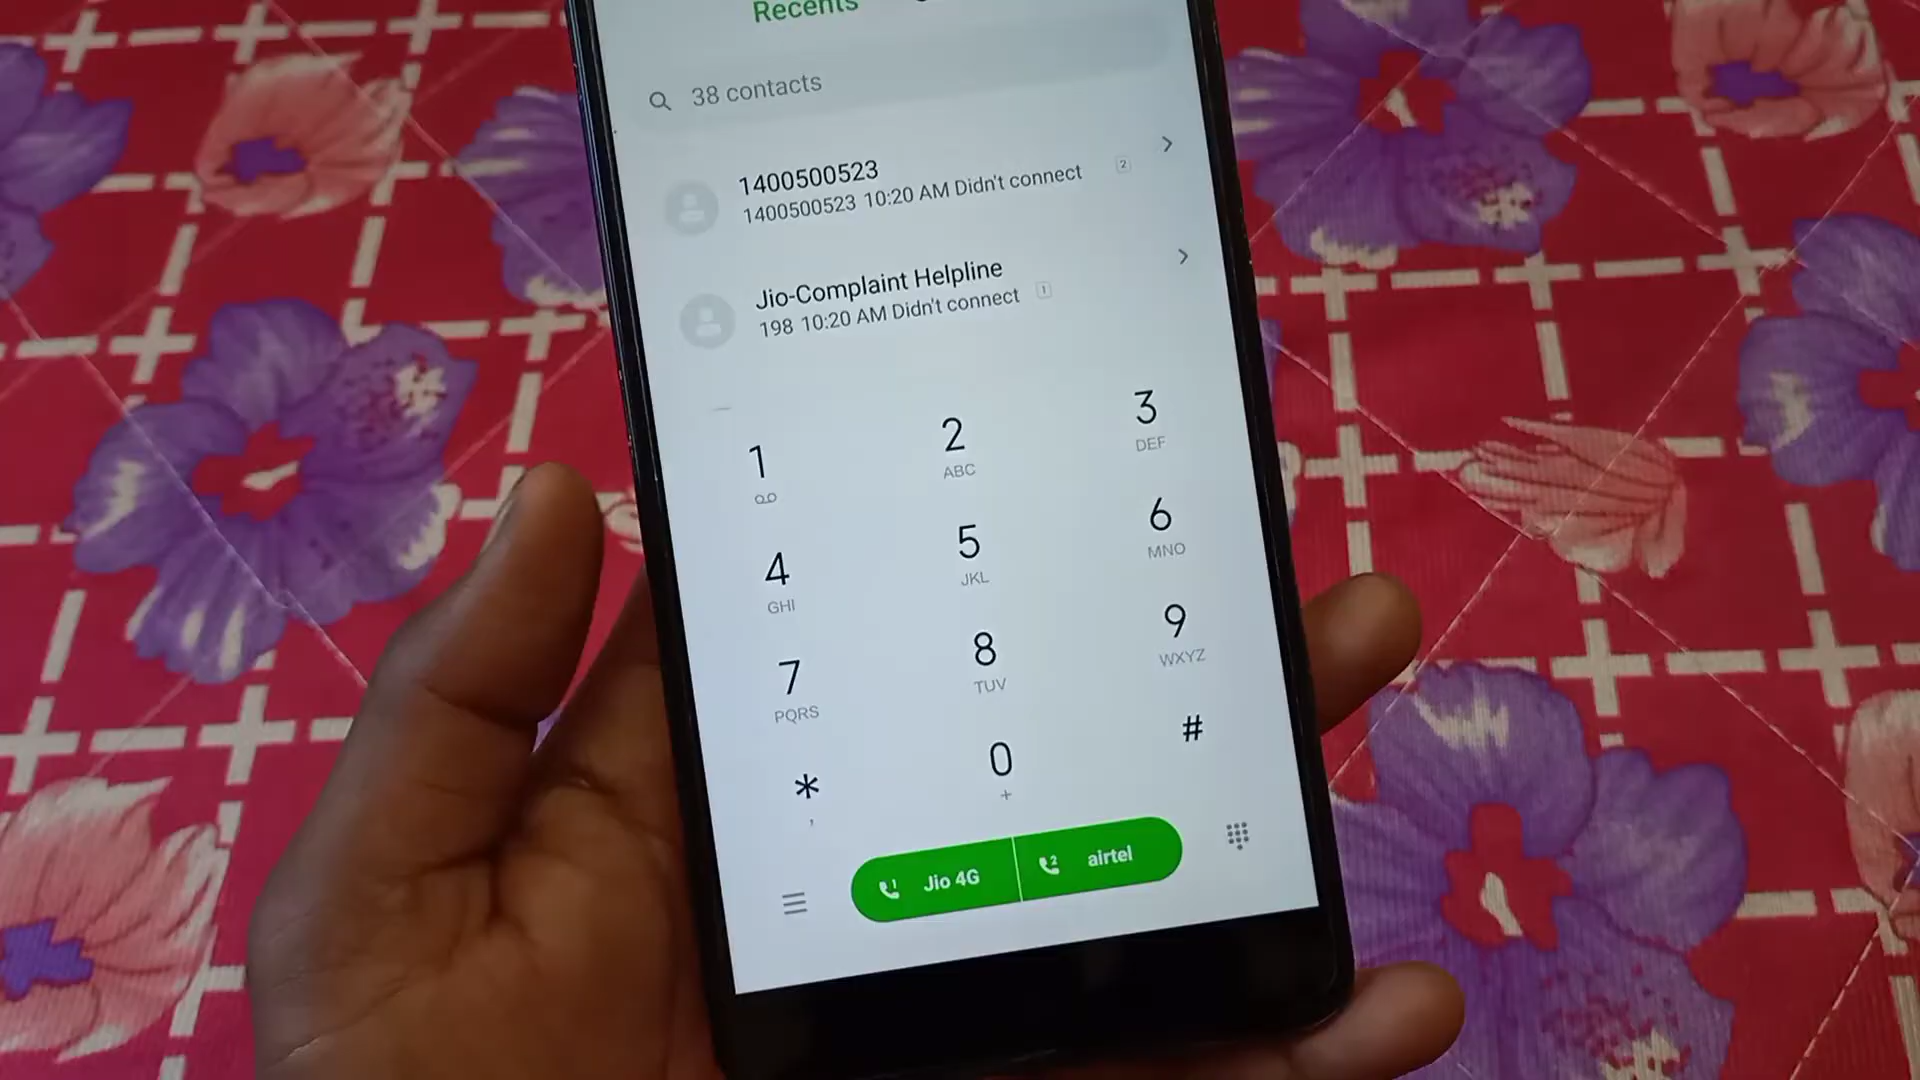 Recents
38 contacts
1400500523
1400500523 10:20 AM Didn't connect 2
Jio-Complaint Helpline
198 10:20 AM Didn't connect 1
1 2 3
ABC DEF
4 5 6
GHI JKL MNO
7 8 9
PQRS TUV WXYZ
* 0 #
, +
1 Jio 4G 2 airtel